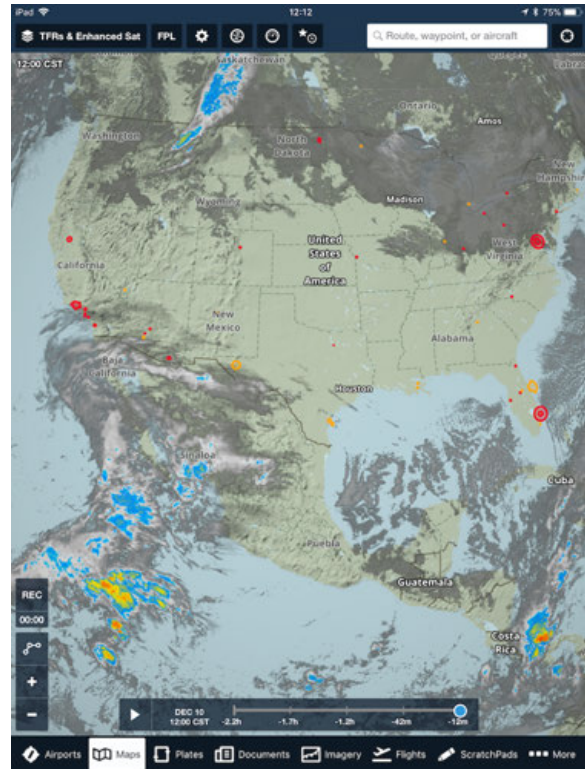 iPad 12:12 75%
TFRs & Enhanced Sat FPL Route, waypoint, or aircraft
12:00 CST
Saskatchewan
Quebec
Labra
Ontario
Amos
Washington
North
Dakota
New
Hampshire
Wyoming
Madison
United
States
of
America
West
Virginia
California
New
Mexico
Alabama
Baja
California
Houston
Sinaloa
Cuba
Puebla
Guatemala
REC
00:00
Costa
Rica
+
−
DEC 10
12:00 CST
-2.2h -1.7h -1.2h -42m -12m
Airports Maps Plates Documents Imagery Flights ScratchPads More